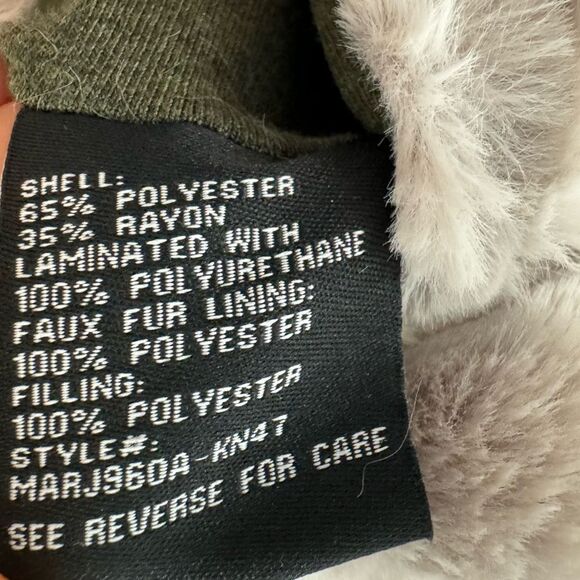 SHELL:
65% POLYESTER
35% RAYON
LAMINATED WITH
100% POLYURETHANE
FAUX FUR LINING:
100% POLYESTER
FILLING:
100% POLYESTER
STYLE#:
MARJ960A-KN47
SEE REVERSE FOR CARE